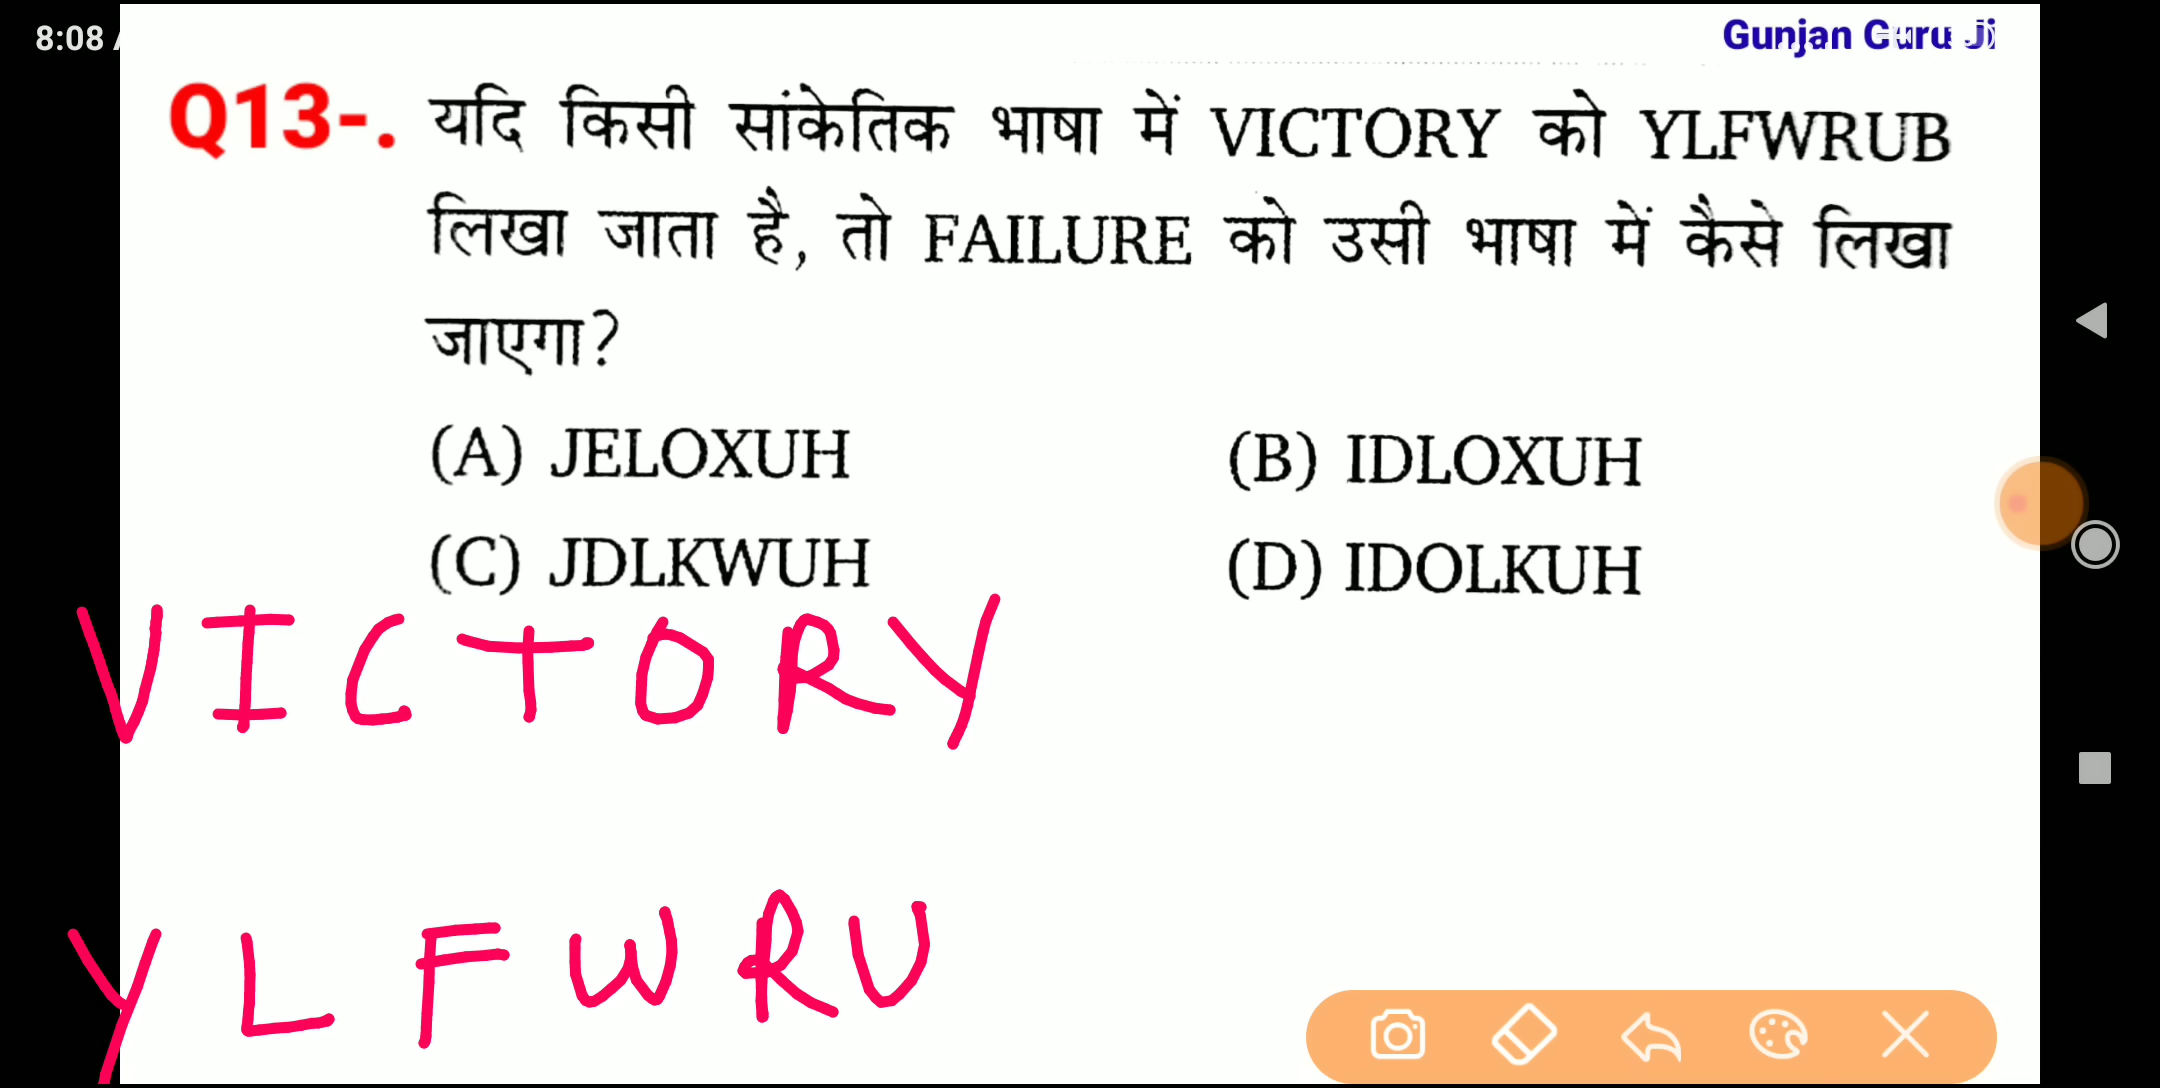 8:08
Gunjan Guru Ji
Q13-. यदि किसी सांकेतिक भाषा में VICTORY को YLFWRUB
लिखा जाता है, तो FAILURE को उसी भाषा में कैसे लिखा
जाएगा?
(A) JELOXUH (B) IDLOXUH
(C) JDLKWUH (D) IDOLKUH
VICTORY
YLFWRU